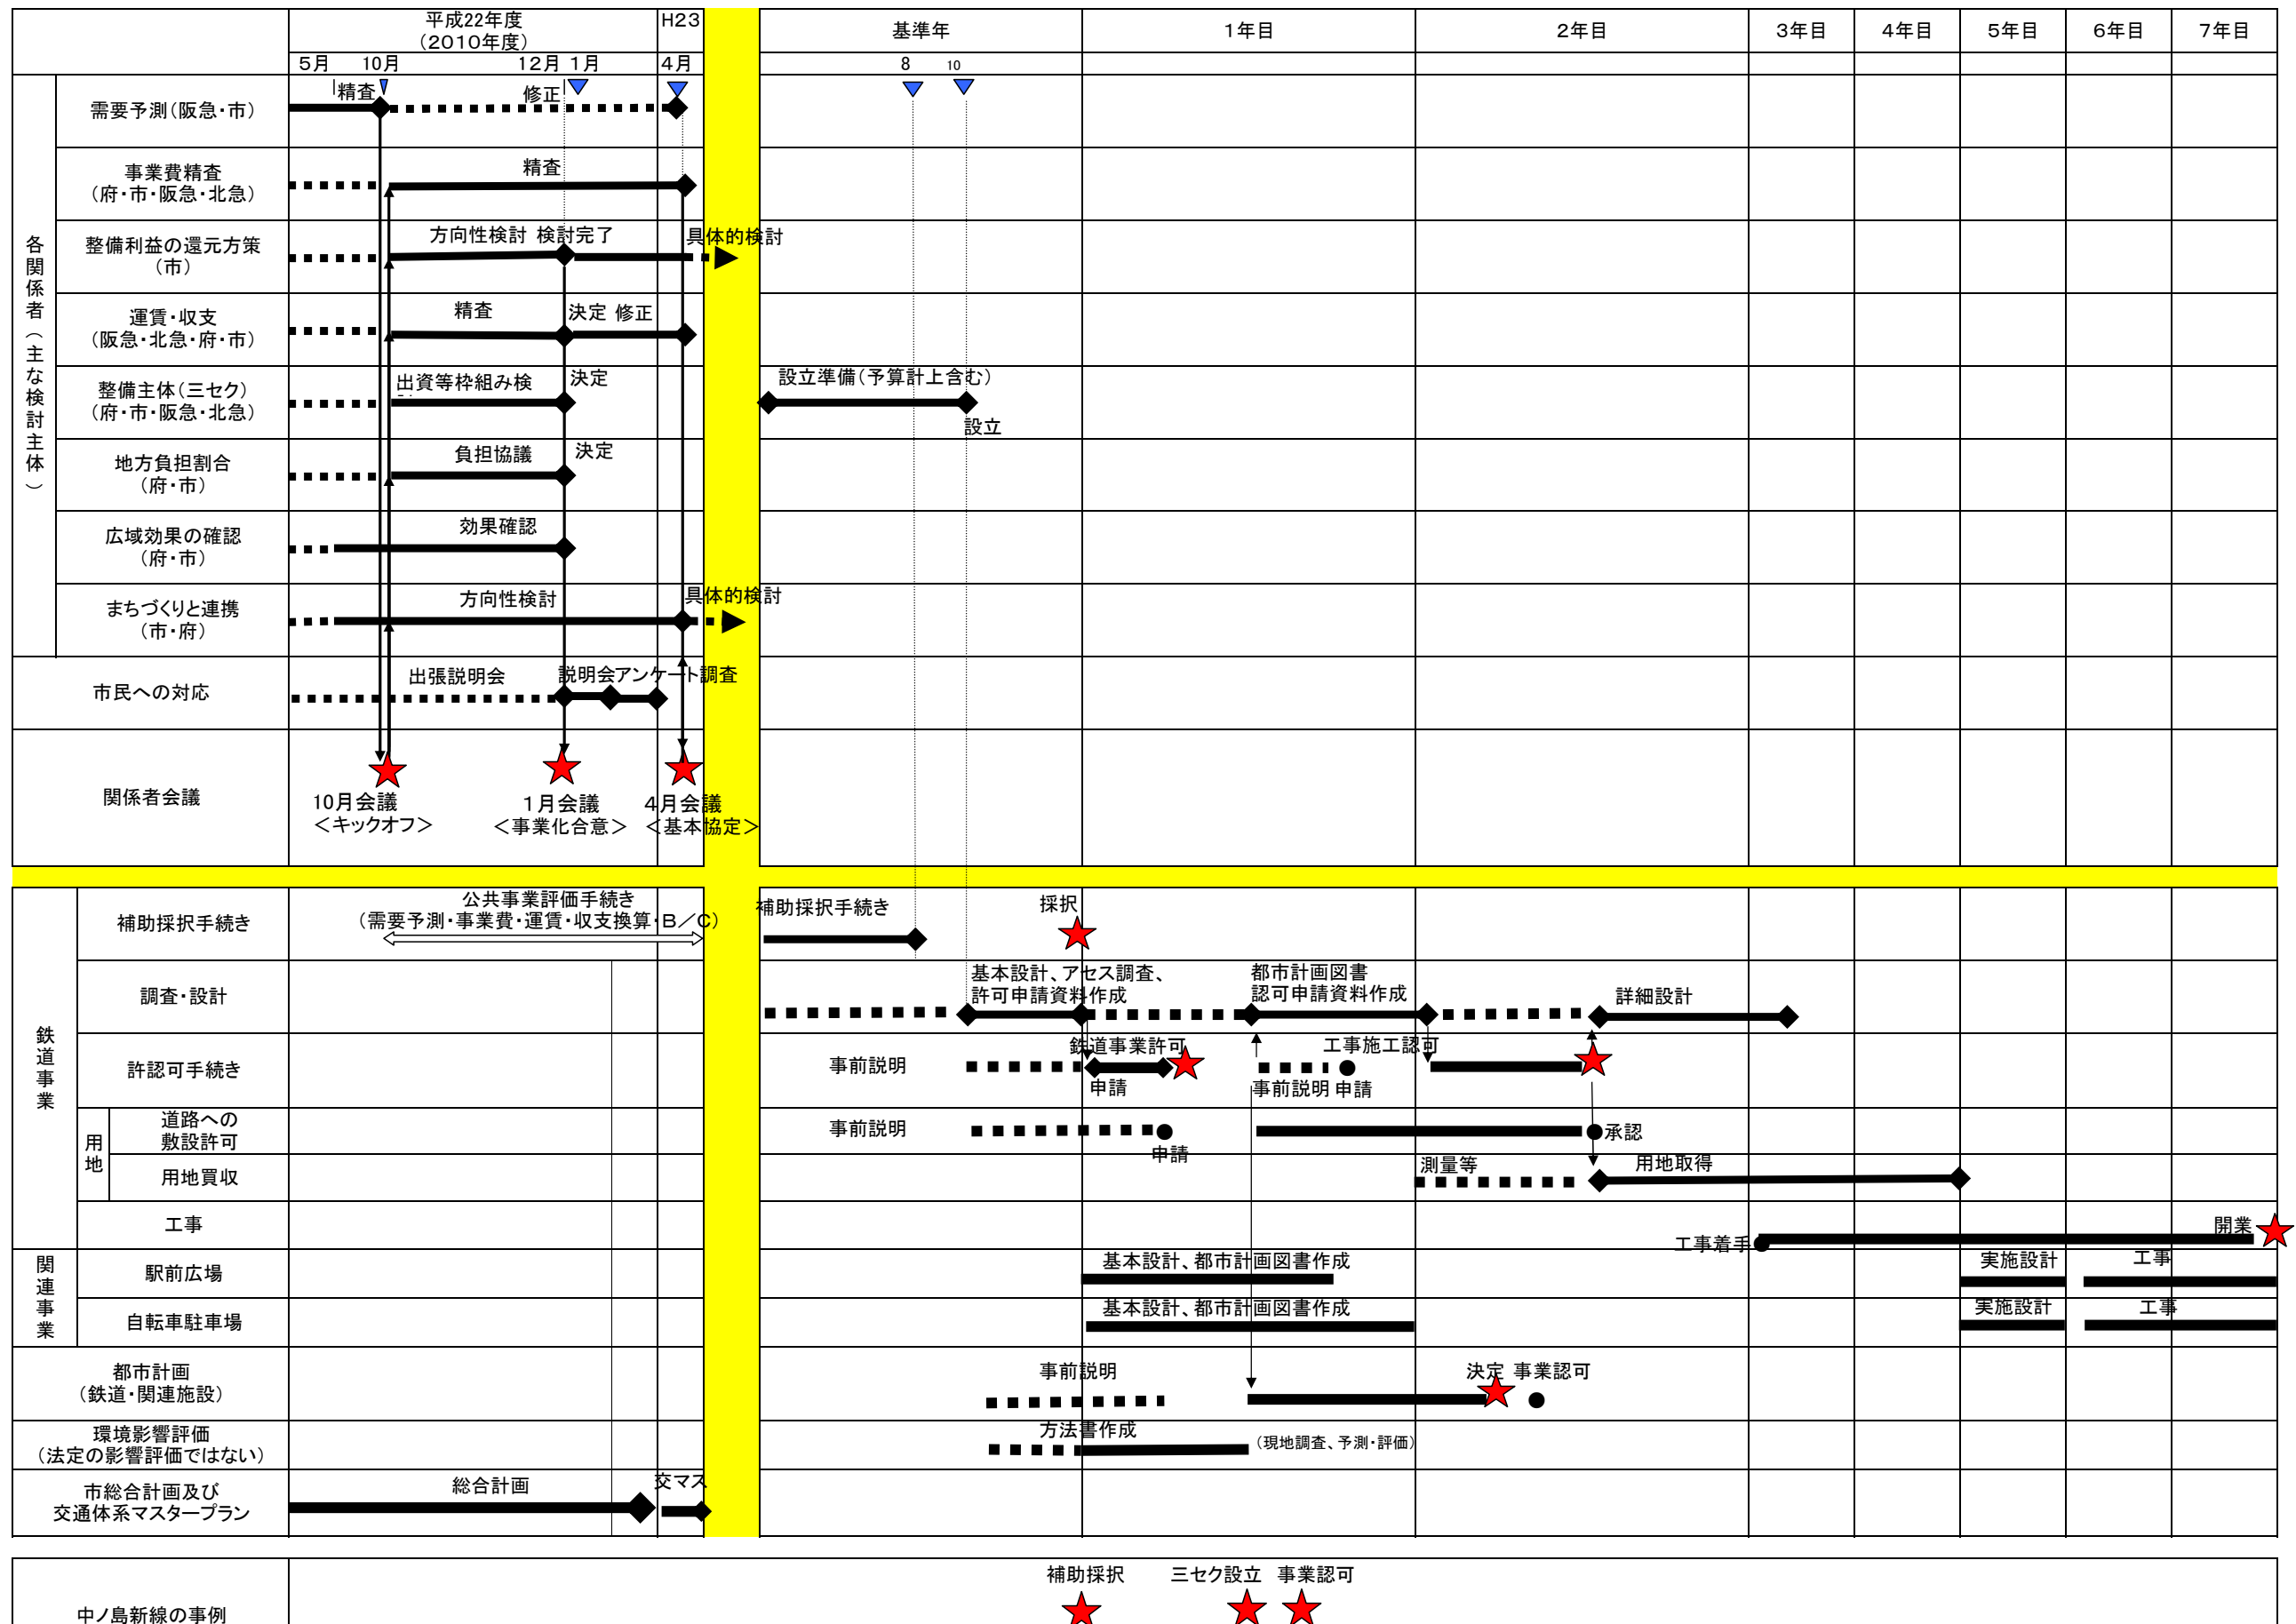 平成22年度
（2010年度）
H23
基準年
1年目
2年目
3年目
4年目
5年目
6年目
7年目
5月
10月
12月
1月
4月
8
10
各関係者（主な検討主体）
需要予測（阪急・市）
精査
修正
事業費精査
（府・市・阪急・北急）
精査
整備利益の還元方策
（市）
方向性検討
検討完了
具体的検討
運賃・収支
（阪急・北急・府・市）
精査
決定
修正
整備主体（三セク）
（府・市・阪急・北急）
出資等枠組み検
決定
設立準備（予算計上含む）
設立
地方負担割合
（府・市）
負担協議
決定
広域効果の確認
（府・市）
効果確認
まちづくりと連携
（市・府）
方向性検討
具体的検討
市民への対応
出張説明会
説明会
アンケート調査
関係者会議
10月会議
＜キックオフ＞
1月会議
＜事業化合意＞
4月会議
＜基本協定＞
鉄道事業
補助採択手続き
公共事業評価手続き
（需要予測・事業費・運賃・収支換算・B／C）
補助採択手続き
採択
調査・設計
基本設計、アセス調査、
許可申請資料作成
都市計画図書
認可申請資料作成
詳細設計
許認可手続き
事前説明
鉄道事業許可
申請
工事施工認可
事前説明
申請
用地
道路への
敷設許可
事前説明
申請
承認
用地買収
測量等
用地取得
工事
工事着手
開業
関連事業
駅前広場
基本設計、都市計画図書作成
実施設計
工事
自転車駐車場
基本設計、都市計画図書作成
実施設計
工事
都市計画
（鉄道・関連施設）
事前説明
決定
事業認可
環境影響評価
（法定の影響評価ではない）
方法書作成
（現地調査、予測・評価）
市総合計画及び
交通体系マスタープラン
総合計画
交マス
中ノ島新線の事例
補助採択
三セク設立
事業認可